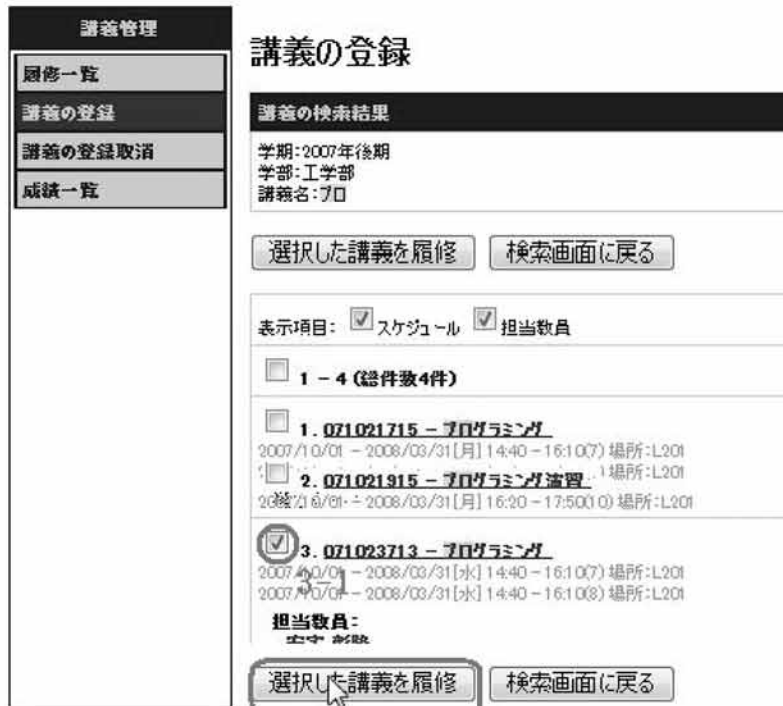 講義管理
履修一覧
講義の登録
講義の登録取消
成績一覧
講義の登録
講義の検索結果
学期:2007年後期
学部:工学部
講義名:プロ
選択した講義を履修
検索画面に戻る
表示項目: スケジュール 担当教員
1 - 4 (総件数4件)
1. 071021715 - プログラミング
2007/10/01 - 2008/03/31[月] 14:40 - 16:10(7) 場所:L201
場所:L201
2. 071021915 - プログラミング演習
- 2008/03/31[月] 16:20 - 17:50(10) 場所:L201
3. 071023713 - プログラミング
2007/10/01 - 2008/03/31[水] 14:40 - 16:10(7) 場所:L201
3-1
2007/10/01 - 2008/03/31[水] 14:40 - 16:10(8) 場所:L201
担当教員:
選択した講義を履修
検索画面に戻る